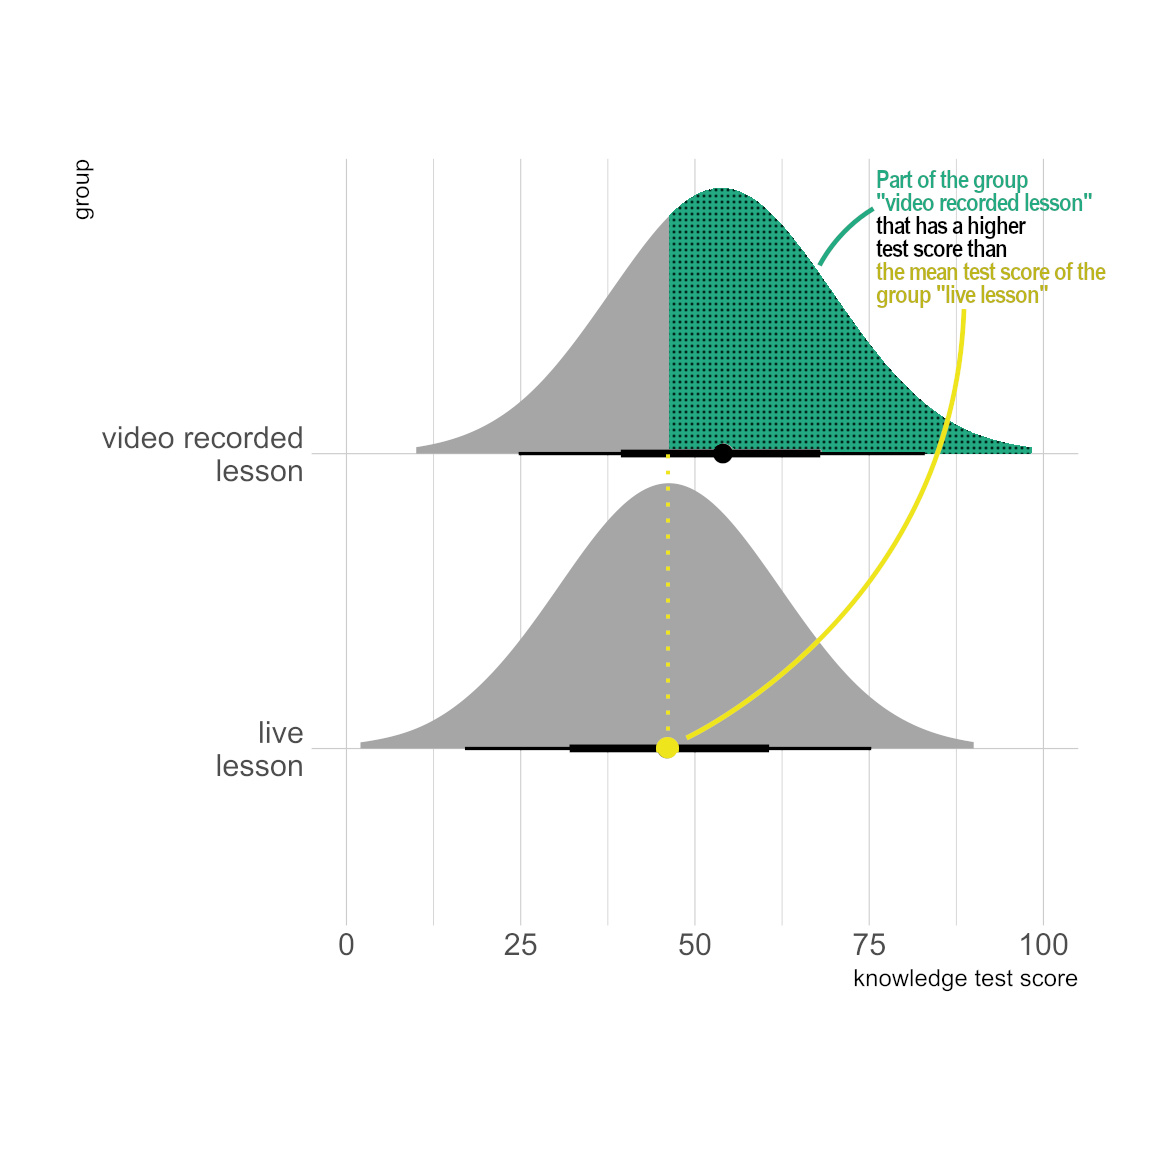 group
Part of the group
"video recorded lesson"
that has a higher
test score than
the mean test score of the
group "live lesson"
video recorded
lesson
live
lesson
0 25 50 75 100
knowledge test score